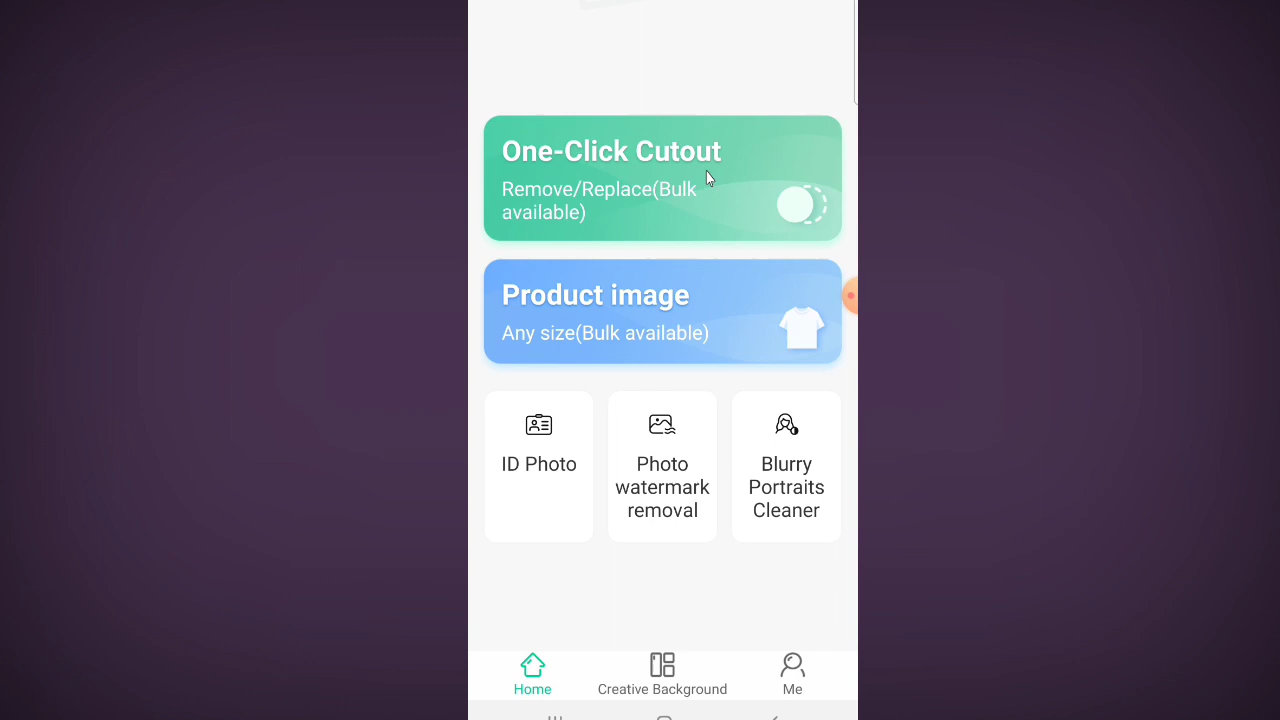 One-Click Cutout
Remove/Replace(Bulk
available)
Product image
Any size(Bulk available)
ID Photo
Photo
watermark
removal
Blurry
Portraits
Cleaner
Home
Creative Background
Me